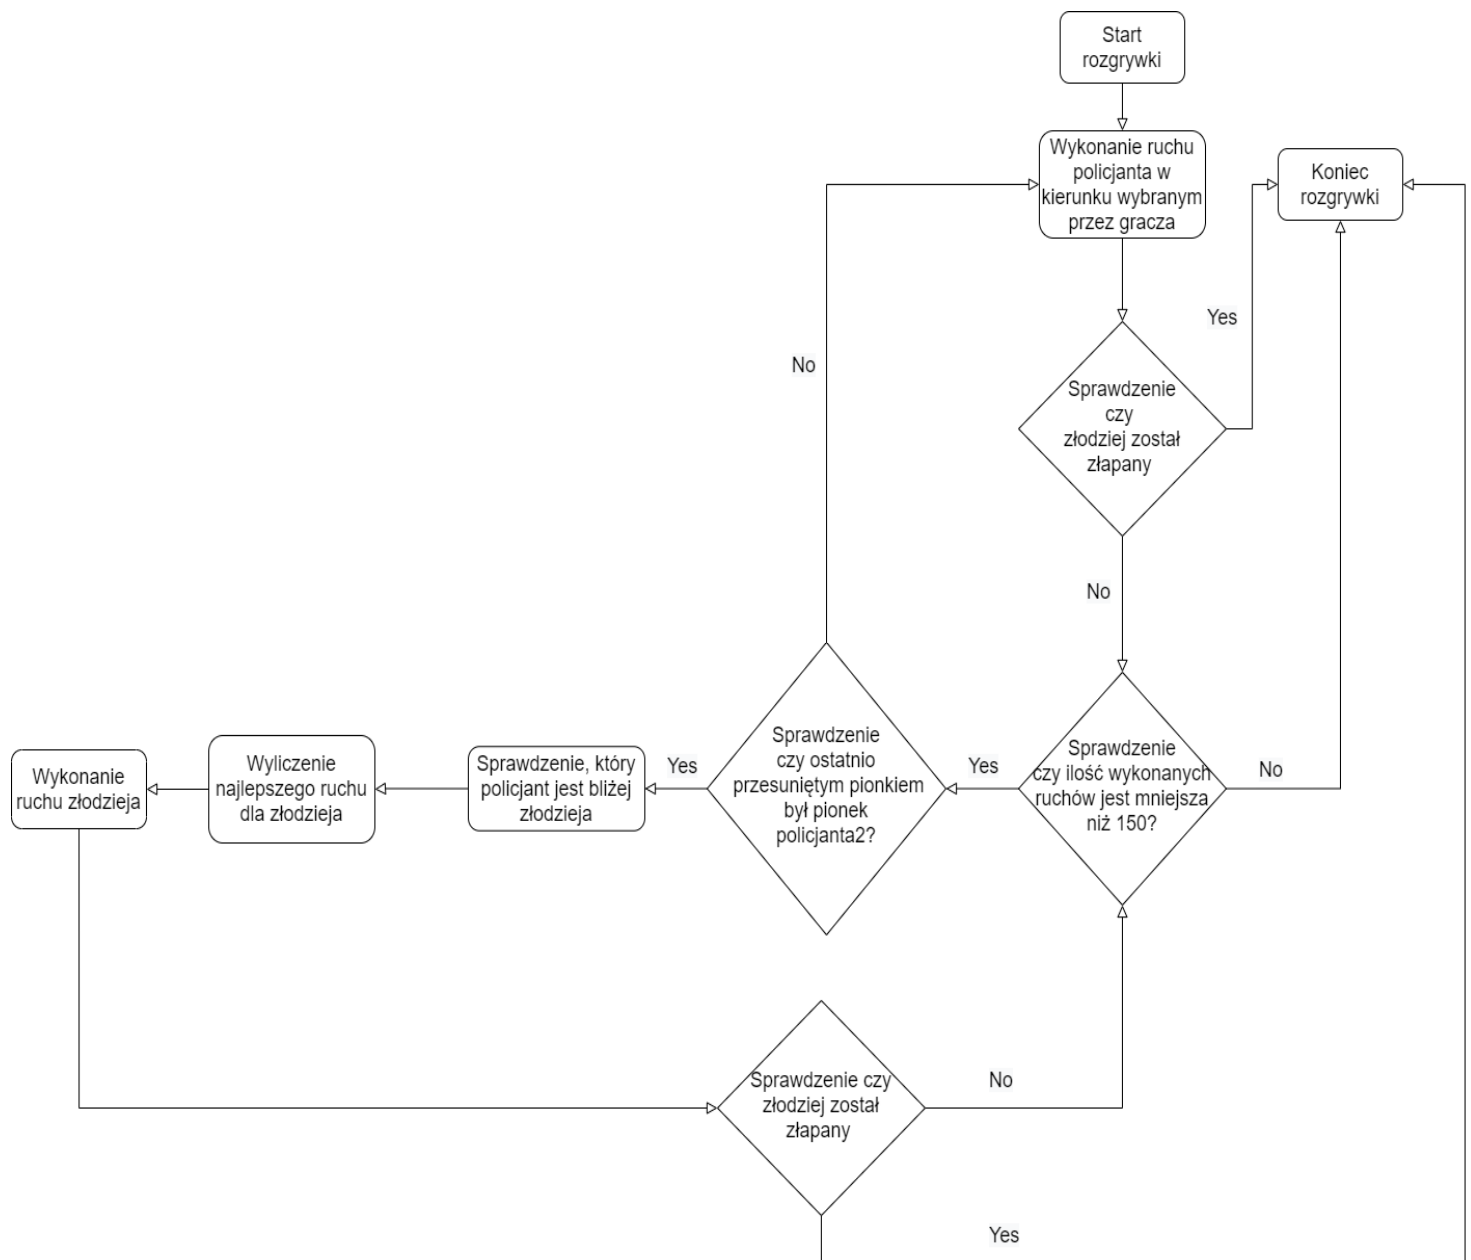 Start
rozgrywki
Wykonanie ruchu
policjanta w
kierunku wybranym
przez gracza
Koniec
rozgrywki
Yes
No
Sprawdzenie
czy
złodziej został
złapany
No
Sprawdzenie
czy ilość wykonanych
ruchów jest mniejsza
niż 150?
No
Yes
Sprawdzenie
czy ostatnio
przesuniętym pionkiem
był pionek
policjanta2?
Yes
Sprawdzenie, który
policjant jest bliżej
złodzieja
Wyliczenie
najlepszego ruchu
dla złodzieja
Wykonanie
ruchu złodzieja
Sprawdzenie czy
złodziej został
złapany
No
Yes